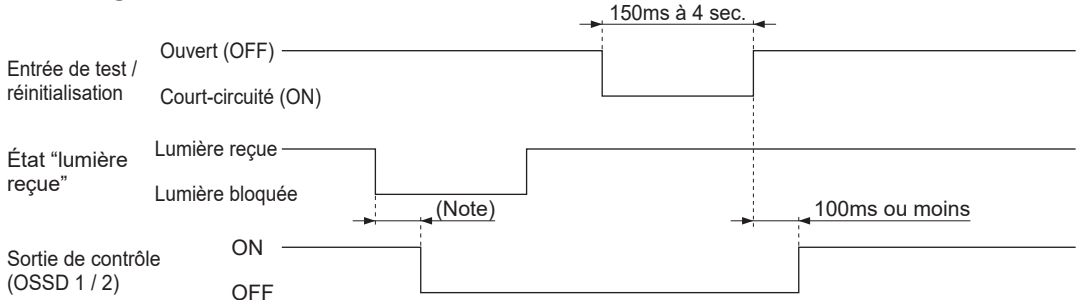 150ms à 4 sec.
Entrée de test /
réinitialisation
Ouvert (OFF)
Court-circuité (ON)
État “lumière
reçue”
Lumière reçue
Lumière bloquée
(Note)
100ms ou moins
Sortie de contrôle
(OSSD 1 / 2)
ON
OFF